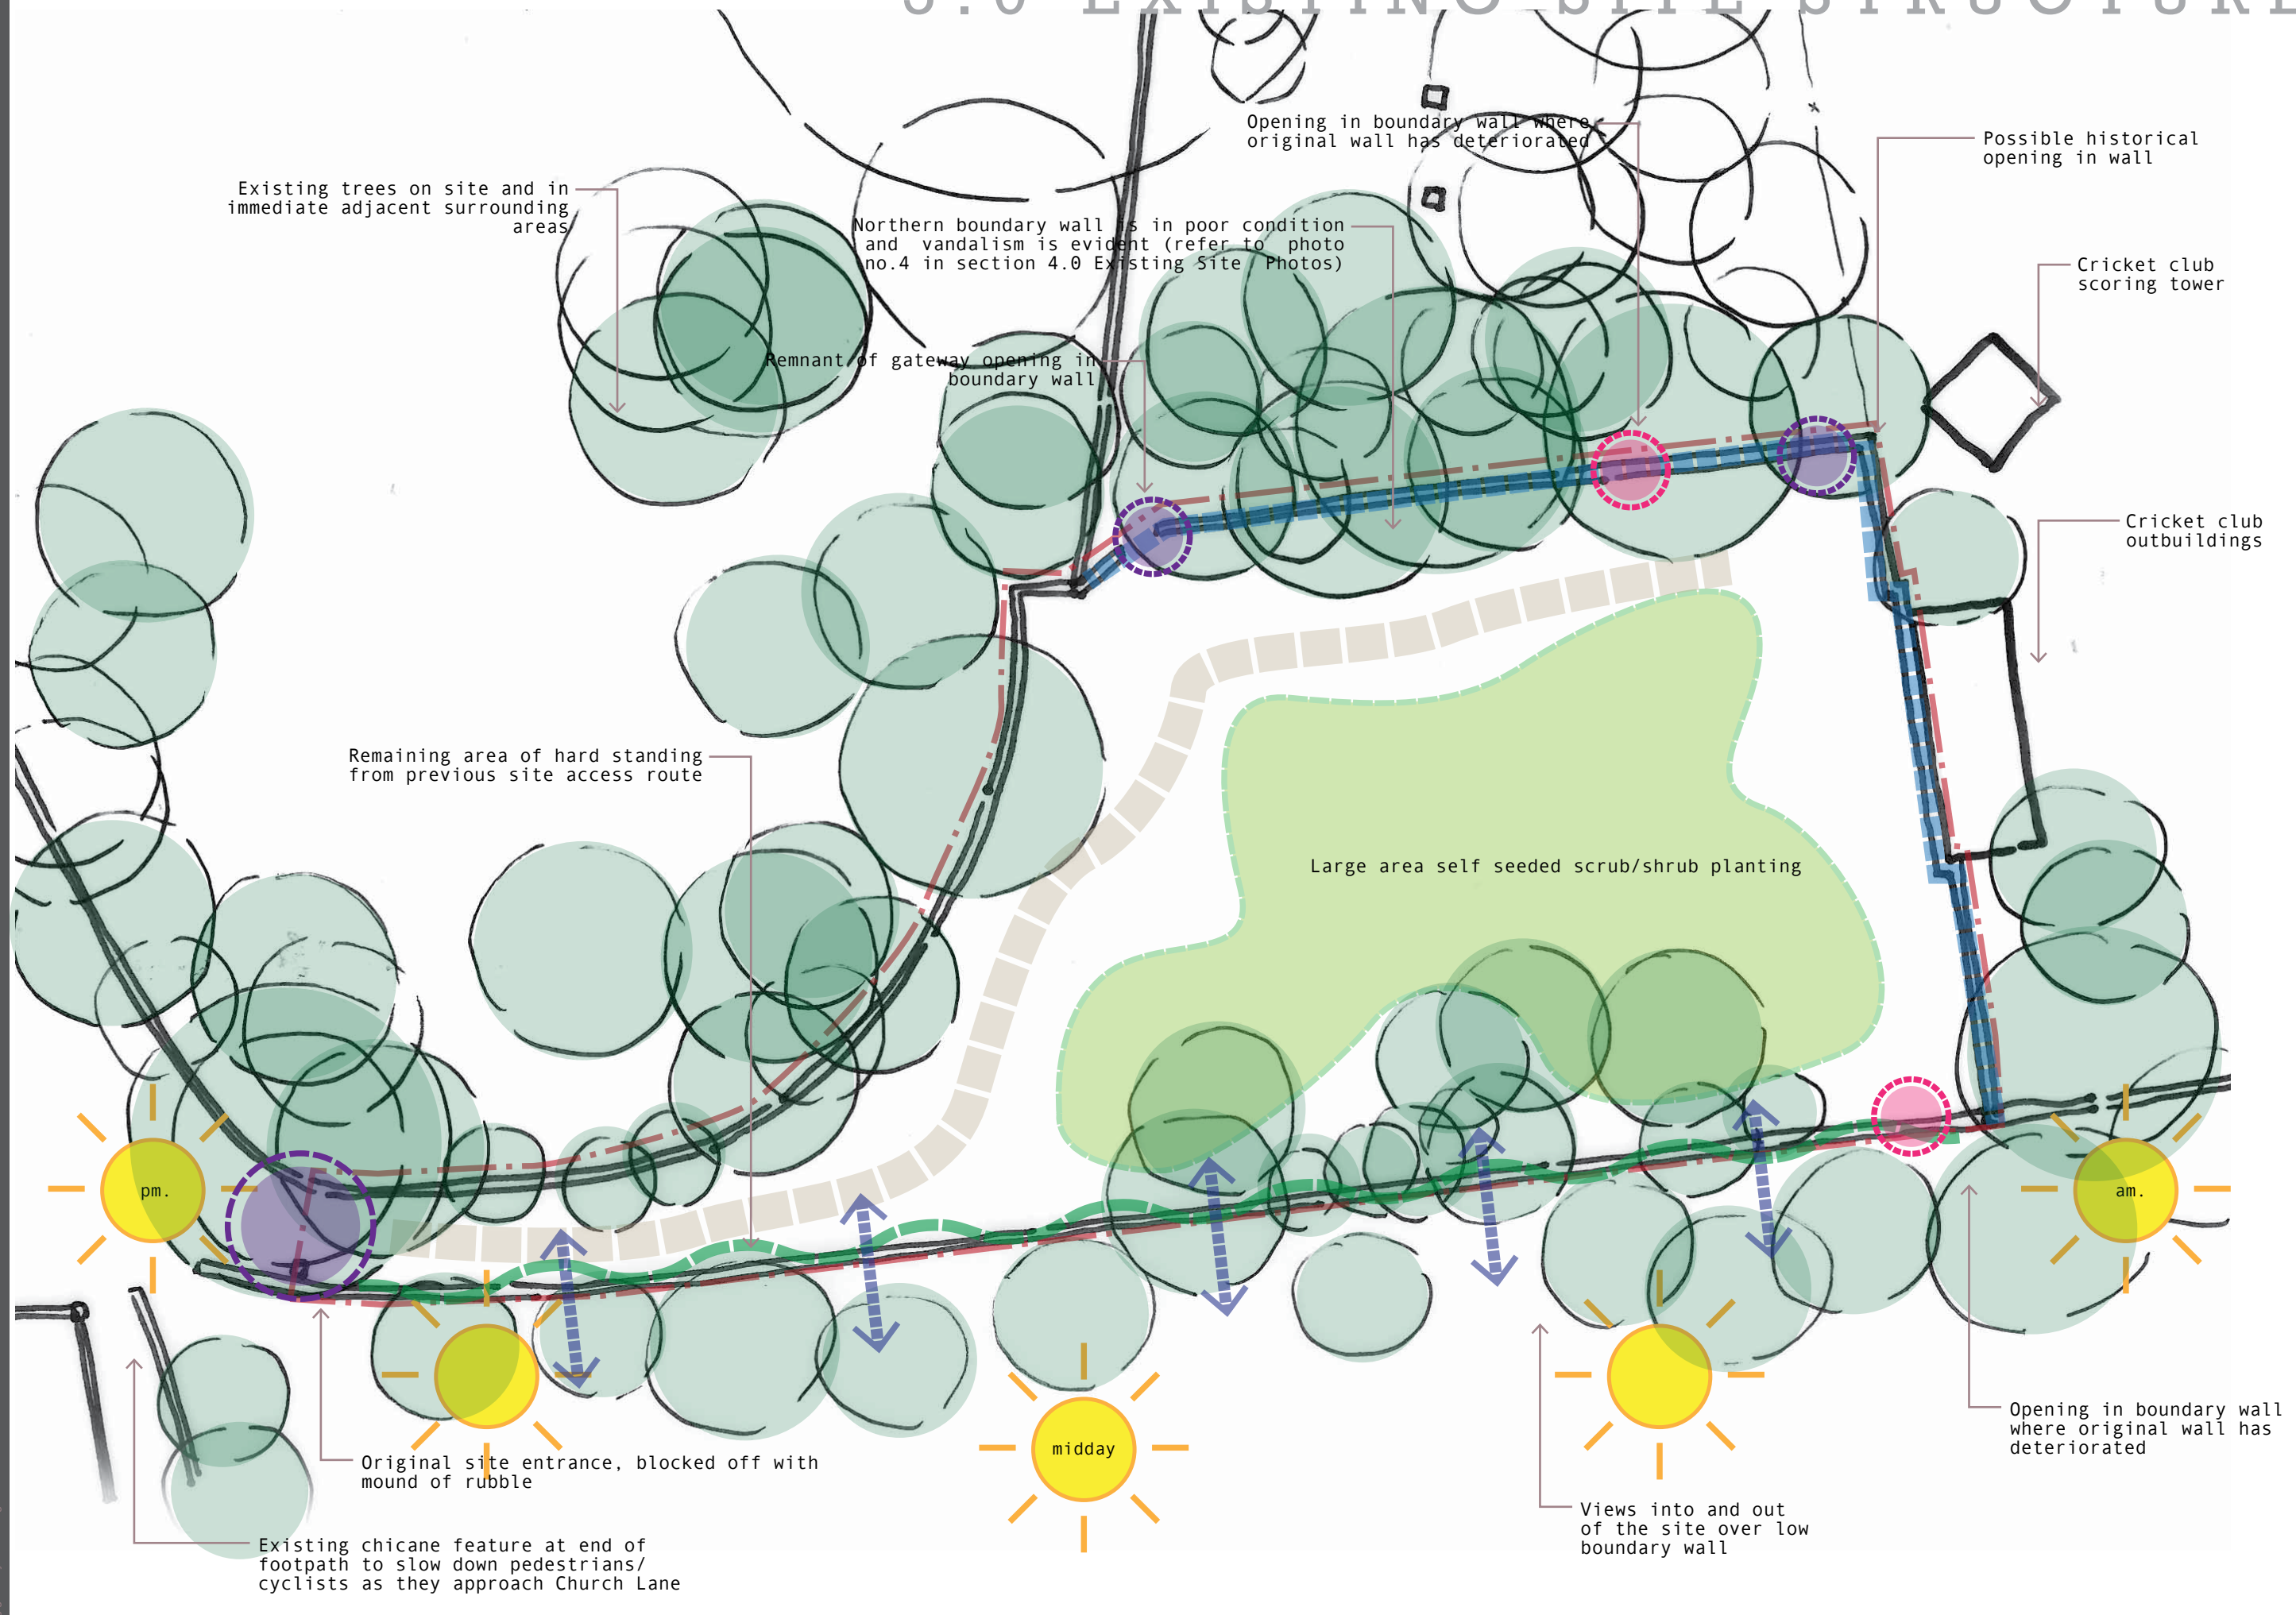 EXISTING SITE STRUCTURE
Opening in boundary wall where
original wall has deteriorated
Possible historical
opening in wall
Existing trees on site and in
immediate adjacent surrounding
areas
Northern boundary wall is in poor condition
and vandalism is evident (refer to photo
no.4 in section 4.0 Existing Site Photos)
Cricket club
scoring tower
Remnant of gateway opening in
boundary wall
Cricket club
outbuildings
Remaining area of hard standing
from previous site access route
Large area self seeded scrub/shrub planting
pm.
am.
midday
Opening in boundary wall
where original wall has
deteriorated
Original site entrance, blocked off with
mound of rubble
Views into and out
of the site over low
boundary wall
Existing chicane feature at end of
footpath to slow down pedestrians/
cyclists as they approach Church Lane